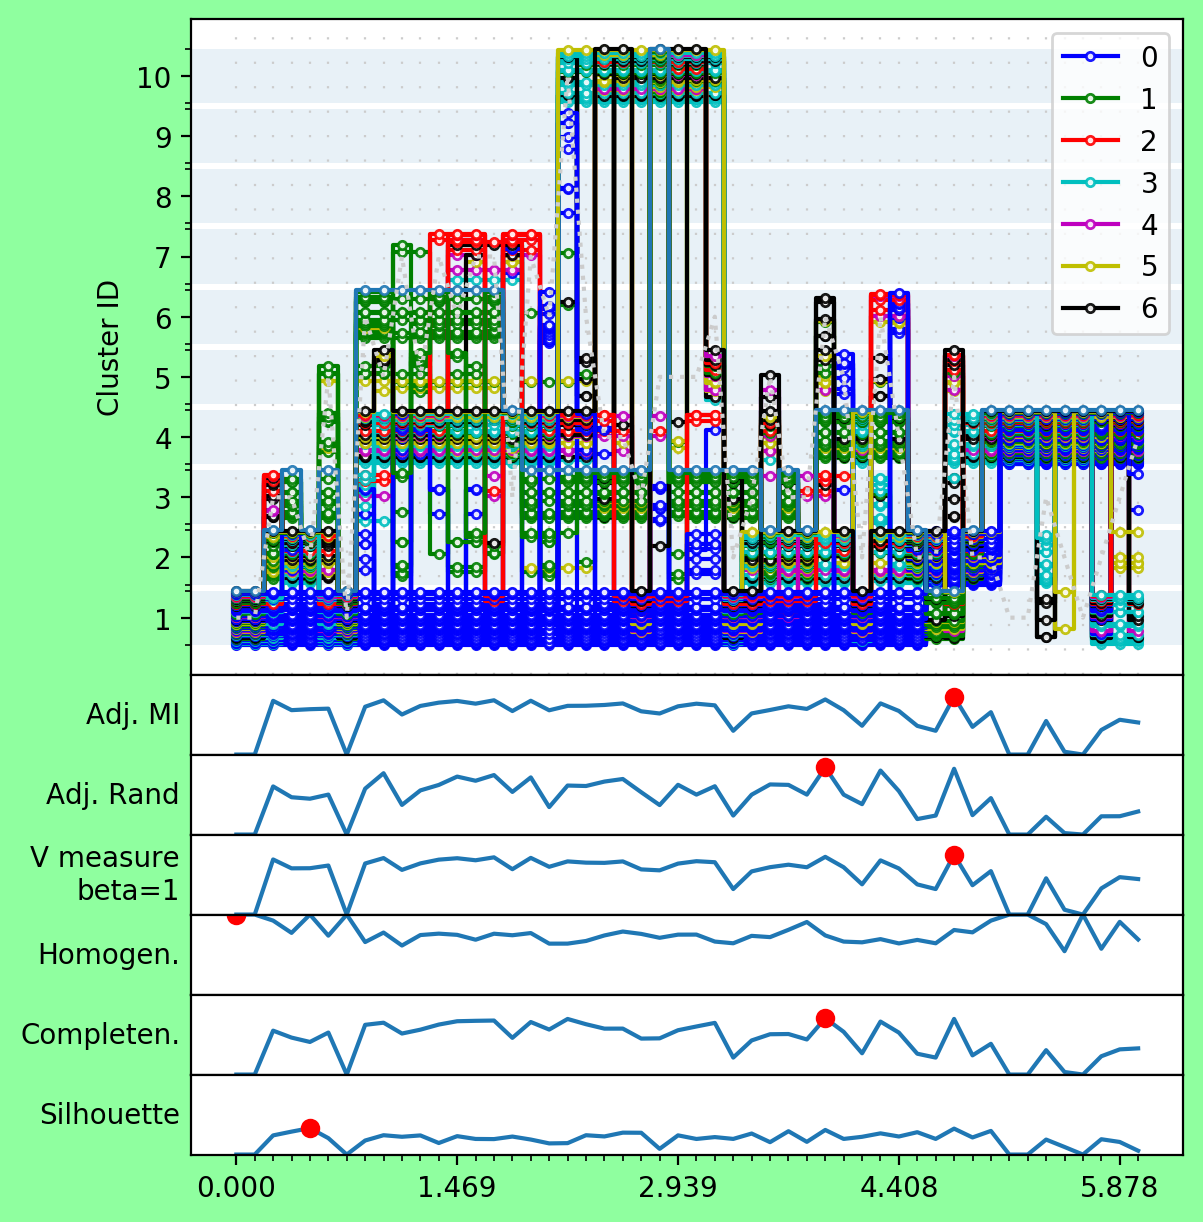 Cluster ID
10
9
8
7
6
5
4
3
2
1
0
1
2
3
4
5
6
Adj. MI
Adj. Rand
V measure
beta=1
Homogen.
Completen.
Silhouette
0.000
1.469
2.939
4.408
5.878